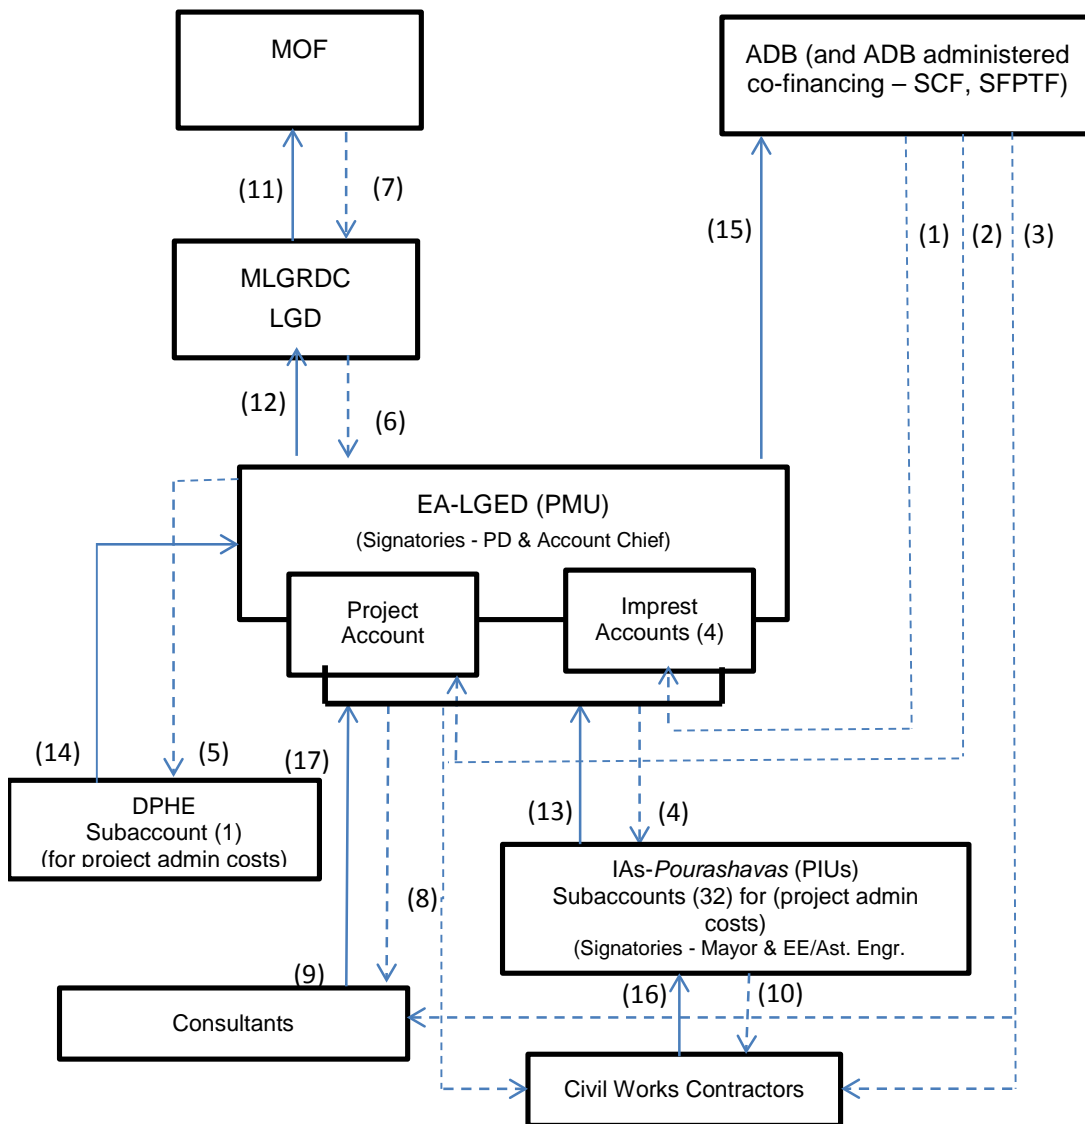 MOF
ADB (and ADB administered
co-financing – SCF, SFPTF)
(11)
(7)
(15)
(1)
(2)
(3)
MLGRDC
LGD
(12)
(6)
EA-LGED (PMU)
(Signatories - PD & Account Chief)
Project
Account
Imprest
Accounts (4)
(14)
(5)
(17)
(13)
(4)
DPHE
Subaccount (1)
(for project admin costs)
IAs-Pourashavas (PIUs)
Subaccounts (32) for (project admin
costs)
(Signatories - Mayor & EE/Ast. Engr.
(8)
(9)
(16)
(10)
Consultants
Civil Works Contractors